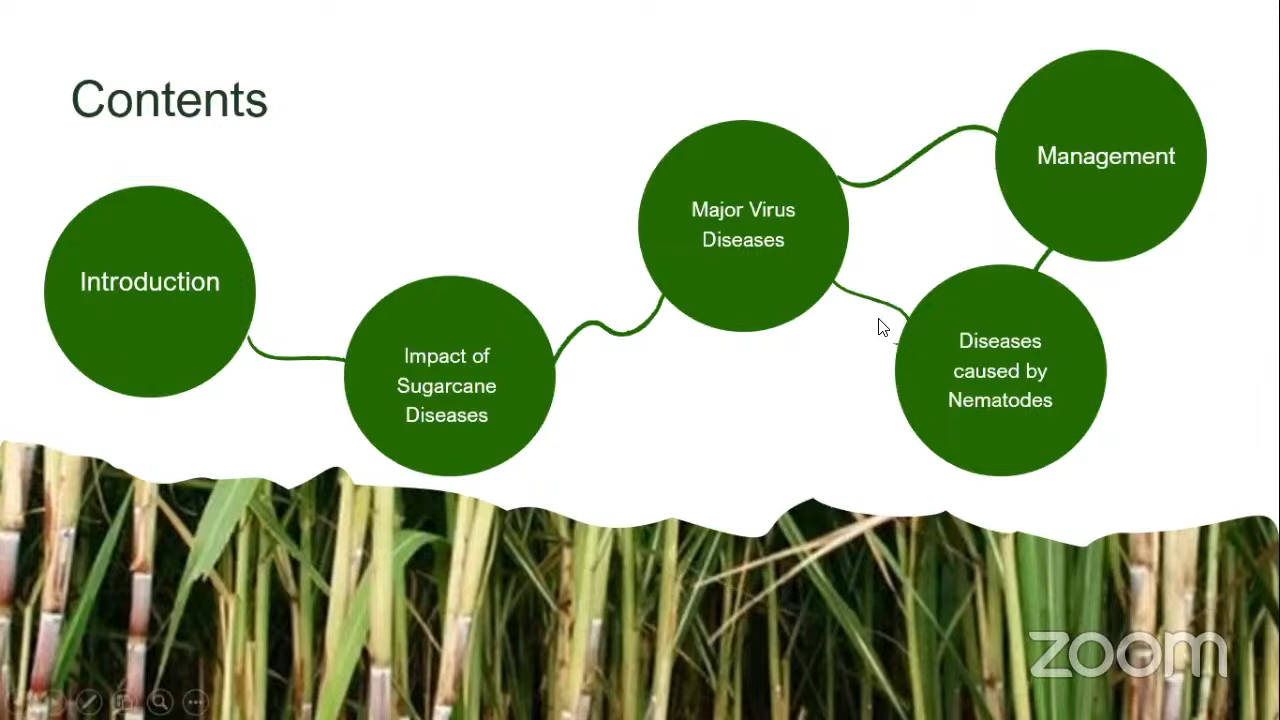 Contents
Introduction
Impact of
Sugarcane
Diseases
Major Virus
Diseases
Management
Diseases
caused by
Nematodes
zoom